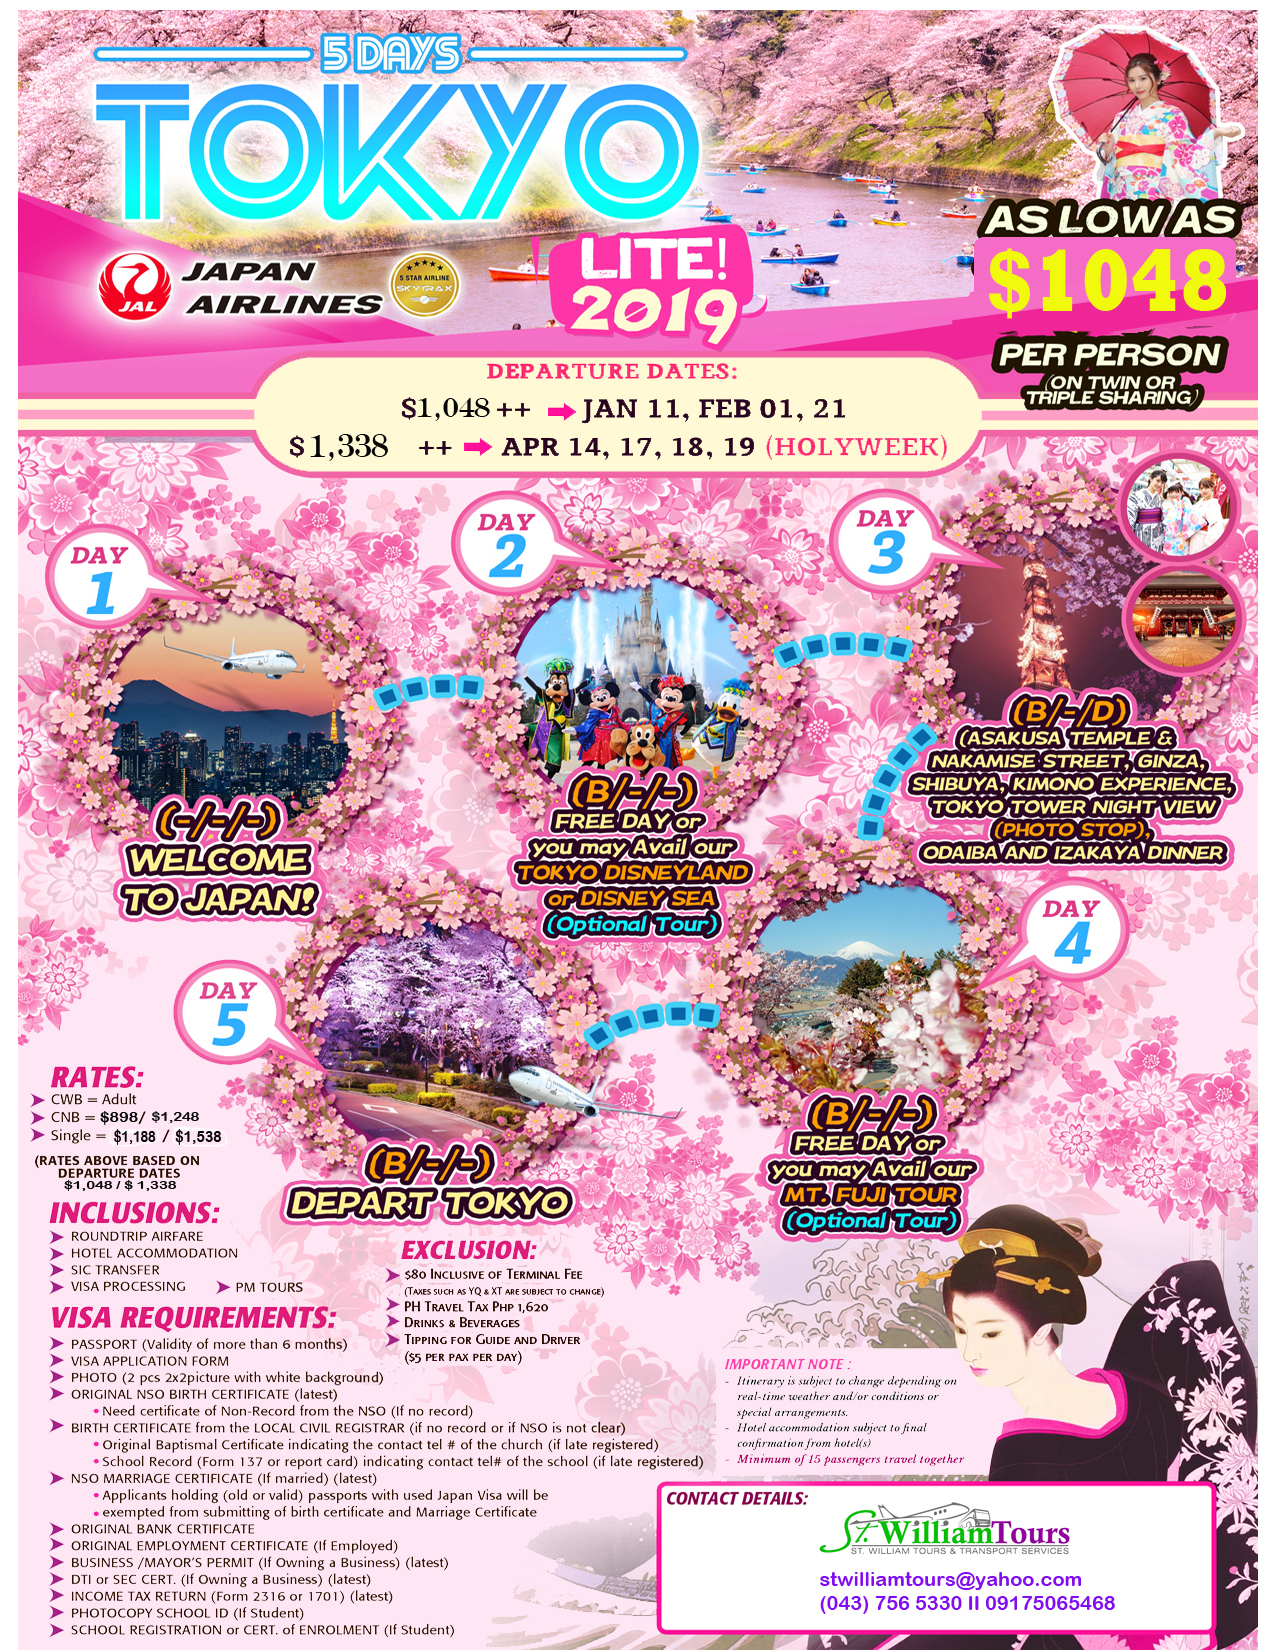 5 DAYS
TOKYO
LITE!
2019
JAL
JAPAN
AIRLINES
5 STAR AIRLINE
SKYTRAX
AS LOW AS
$1048
PER PERSON
(ON TWIN OR
TRIPLE SHARING)
DEPARTURE DATES:
$1,048 ++ JAN 11, FEB 01, 21
$ 1,338 ++ APR 14, 17, 18, 19 (HOLYWEEK)
DAY
1
(-/-/-)
WELCOME
TO JAPAN!
DAY
2
(B/-/-)
FREE DAY or
you may Avail our
TOKYO DISNEYLAND
or DISNEY SEA
(Optional Tour)
DAY
3
(B/-/D)
(ASAKUSA TEMPLE &
NAKAMISE STREET, GINZA,
SHIBUYA, KIMONO EXPERIENCE,
TOKYO TOWER NIGHT VIEW
(PHOTO STOP),
ODAIBA AND IZAKAYA DINNER
DAY
4
(B/-/-)
FREE DAY or
you may Avail our
MT. FUJI TOUR
(Optional Tour)
DAY
5
(B/-/-)
DEPART TOKYO
RATES:
CWB = Adult
CNB = $898/ $1,248
Single = $1,188 / $1,538
(RATES ABOVE BASED ON
DEPARTURE DATES
$1,048 / $ 1,338
INCLUSIONS:
ROUNDTRIP AIRFARE
HOTEL ACCOMMODATION
SIC TRANSFER
VISA PROCESSING
PM TOURS
EXCLUSION:
$80 INCLUSIVE OF TERMINAL FEE
(TAXES SUCH AS YQ & XT ARE SUBJECT TO CHANGE)
PH TRAVEL TAX PHP 1,620
DRINKS & BEVERAGES
TIPPING FOR GUIDE AND DRIVER
($5 PER PAX PER DAY)
VISA REQUIREMENTS:
PASSPORT (Validity of more than 6 months)
VISA APPLICATION FORM
PHOTO (2 pcs 2x2picture with white background)
ORIGINAL NSO BIRTH CERTIFICATE (latest)
• Need certificate of Non-Record from the NSO (If no record)
BIRTH CERTIFICATE from the LOCAL CIVIL REGISTRAR (if no record or if NSO is not clear)
• Original Baptismal Certificate indicating the contact tel # of the church (if late registered)
• School Record (Form 137 or report card) indicating contact tel# of the school (if late registered)
NSO MARRIAGE CERTIFICATE (If married) (latest)
• Applicants holding (old or valid) passports with used Japan Visa will be
• exempted from submitting of birth certificate and Marriage Certificate
ORIGINAL BANK CERTIFICATE
ORIGINAL EMPLOYMENT CERTIFICATE (If Employed)
BUSINESS /MAYOR'S PERMIT (If Owning a Business) (latest)
DTI or SEC CERT. (If Owning a Business) (latest)
INCOME TAX RETURN (Form 2316 or 1701) (latest)
PHOTOCOPY SCHOOL ID (If Student)
SCHOOL REGISTRATION or CERT. of ENROLMENT (If Student)
IMPORTANT NOTE :
- Itinerary is subject to change depending on
real-time weather and/or conditions or
special arrangements.
- Hotel accommodation subject to final
confirmation from hotel(s)
- Minimum of 15 passengers travel together
CONTACT DETAILS:
St. William Tours
ST. WILLIAM TOURS & TRANSPORT SERVICES
stwilliamtours@yahoo.com
(043) 756 5330 II 09175065468